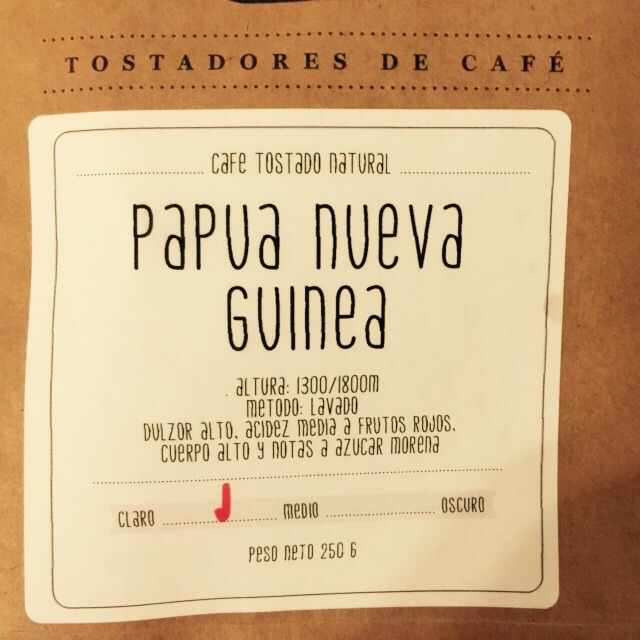 TOSTADORES DE CAFÉ
CAFE TOSTADO NATURAL
PAPUA NUEVA
GUINEA
ALTURA: 1300/1800M
METODO: LAVADO
DULZOR ALTO, ACIDEZ MEDIA A FRUTOS ROJOS.
CUERPO ALTO Y NOTAS A AZUCAR MORENA
CLARO MEDIO OSCURO
PESO NETO 250 G